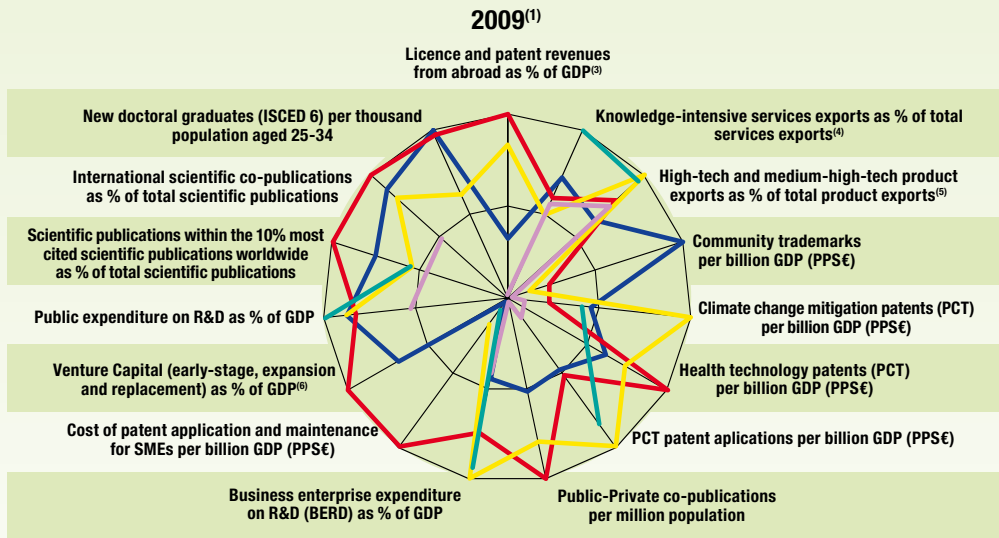 2009(1)
Licence and patent revenues
from abroad as % of GDP(3)
New doctoral graduates (ISCED 6) per thousand
population aged 25-34
Knowledge-intensive services exports as % of total
services exports(4)
International scientific co-publications
as % of total scientific publications
High-tech and medium-high-tech product
exports as % of total product exports(5)
Scientific publications within the 10% most
cited scientific publications worldwide
as % of total scientific publications
Community trademarks
per billion GDP (PPS€)
Public expenditure on R&D as % of GDP
Climate change mitigation patents (PCT)
per billion GDP (PPS€)
Venture Capital (early-stage, expansion
and replacement) as % of GDP(6)
Health technology patents (PCT)
per billion GDP (PPS€)
Cost of patent application and maintenance
for SMEs per billion GDP (PPS€)
PCT patent aplications per billion GDP (PPS€)
Business enterprise expenditure
on R&D (BERD) as % of GDP
Public-Private co-publications
per million population